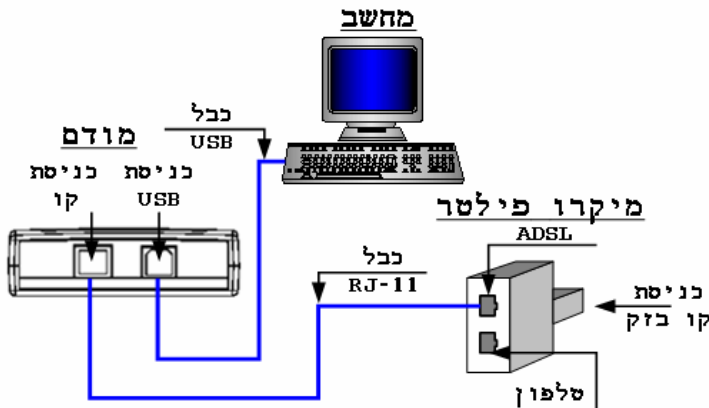 מחשב
כבל
USB
מודם
כניסת
קו
כניסת
USB
מיקרו פילטר
ADSL
כבל
RJ-11
כניסת
קו בזק
טלפון